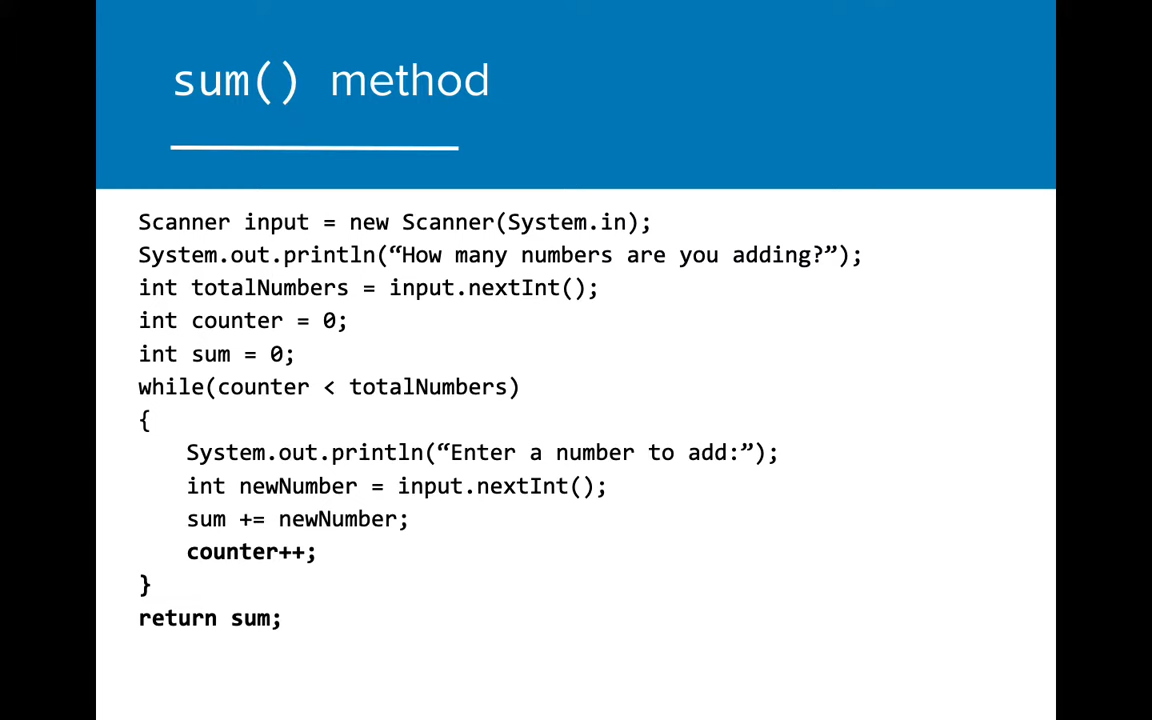 sum() method
Scanner input = new Scanner(System.in);
System.out.println(“How many numbers are you adding?”);
int totalNumbers = input.nextInt();
int counter = 0;
int sum = 0;
while(counter < totalNumbers)
{
System.out.println(“Enter a number to add:”);
int newNumber = input.nextInt();
sum += newNumber;
counter++;
}
return sum;